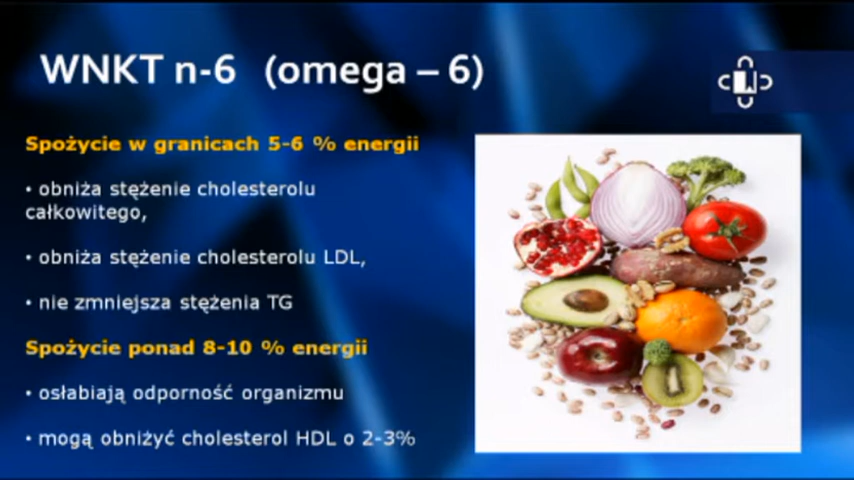 WNKT n-6 (omega – 6)
Spożycie w granicach 5-6 % energii
• obniża stężenie cholesterolu
całkowitego,
• obniża stężenie cholesterolu LDL,
• nie zmniejsza stężenia TG
Spożycie ponad 8-10 % energii
• osłabiają odporność organizmu
• mogą obniżyć cholesterol HDL o 2-3%